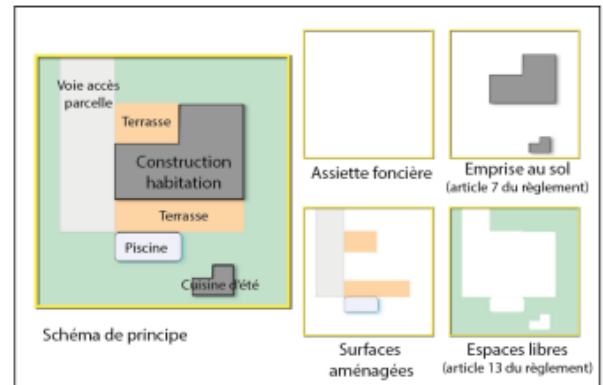 Voie accès
parcelle
Terrasse
Construction
habitation
Terrasse
Piscine
Cuisine d'été
Schéma de principe
Assiette foncière
Emprise au sol
(article 7 du règlement)
Surfaces
aménagées
Espaces libres
(article 13 du règlement)